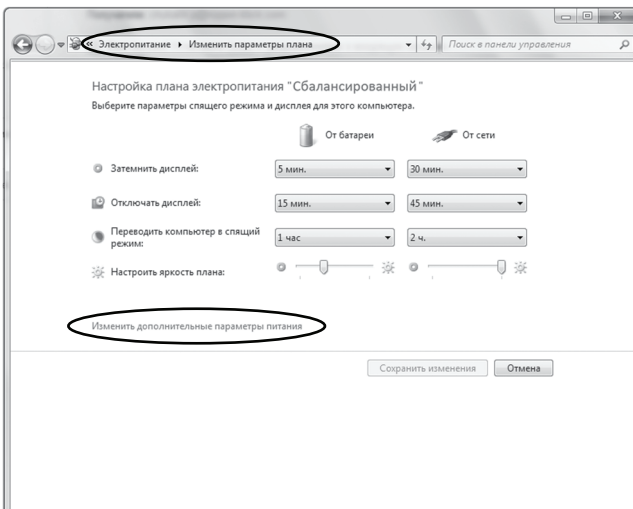 « Электропитание ▸ Изменить параметры плана
Поиск в панели управления
Настройка плана электропитания "Сбалансированный"
Выберите параметры спящего режима и дисплея для этого компьютера.
От батареи От сети
Затемнить дисплей: 5 мин. 30 мин.
Отключать дисплей: 15 мин. 45 мин.
Переводить компьютер в спящий
режим: 1 час 2 ч.
Настроить яркость плана:
Изменить дополнительные параметры питания
Сохранить изменения Отмена